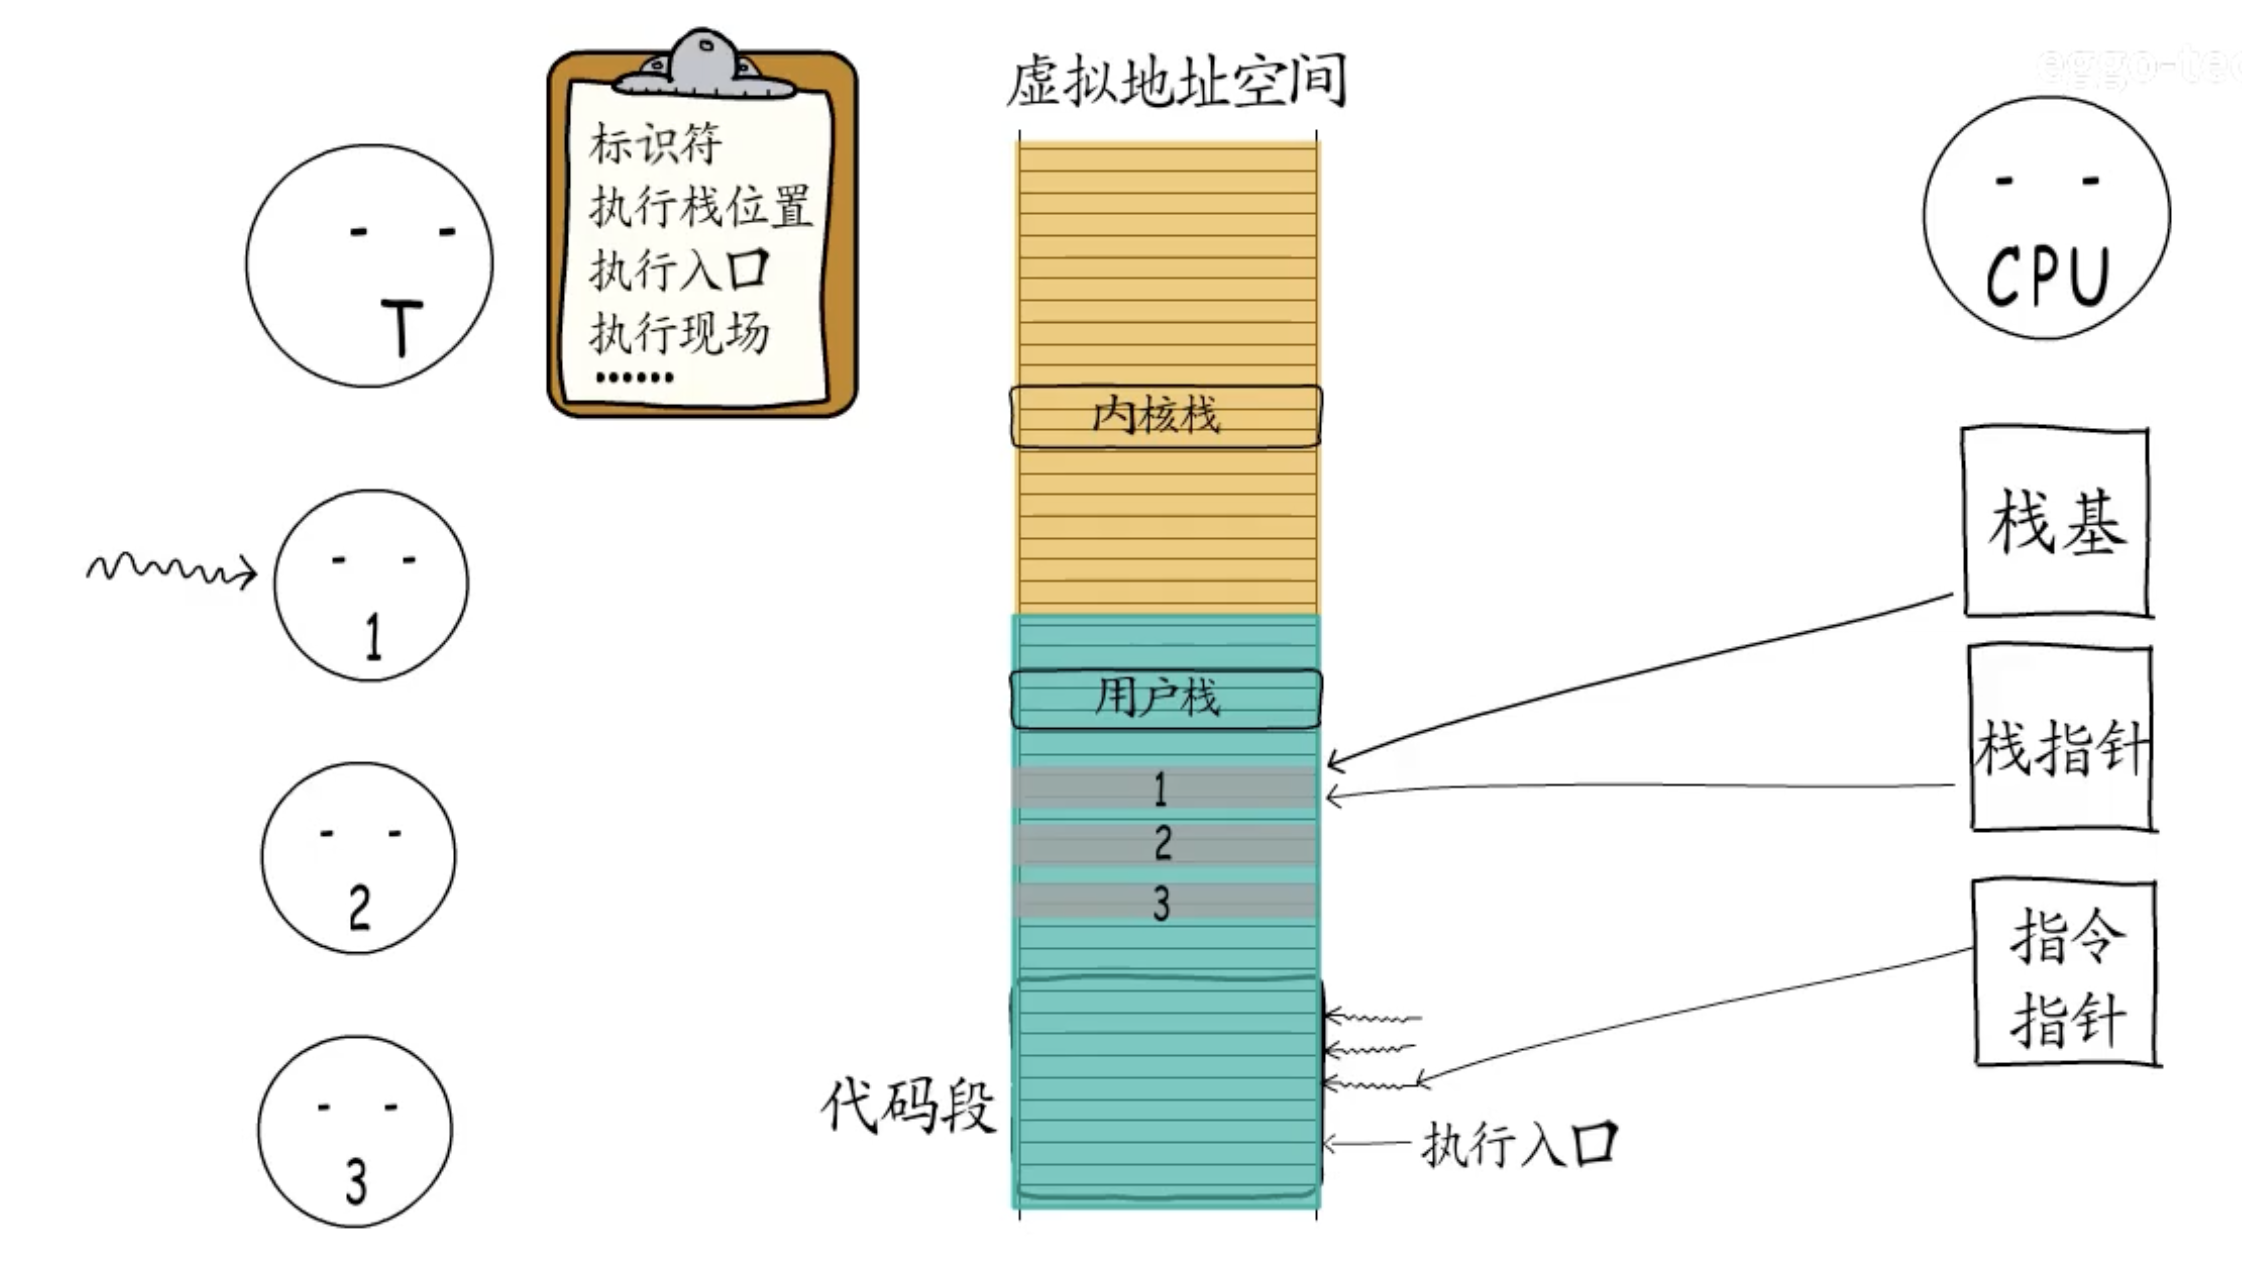 标识符
执行栈位置
执行入口
执行现场
......
虚拟地址空间
T
CPU
内核栈
栈基
1
用户栈
栈指针
1
2
2
3
指令
指针
代码段
执行入口
3